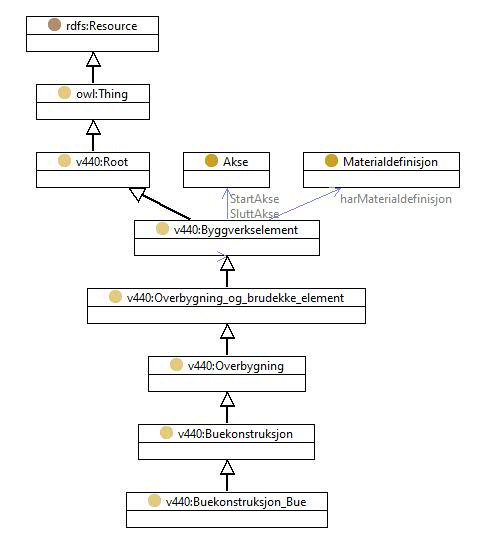 rdfs:Resource
owl:Thing
v440:Root
Akse
Materialdefinisjon
StartAkse
SluttAkse
harMaterialdefinisjon
v440:Byggverkselement
v440:Overbygning_og_brudekke_element
v440:Overbygning
v440:Buekonstruksjon
v440:Buekonstruksjon_Bue